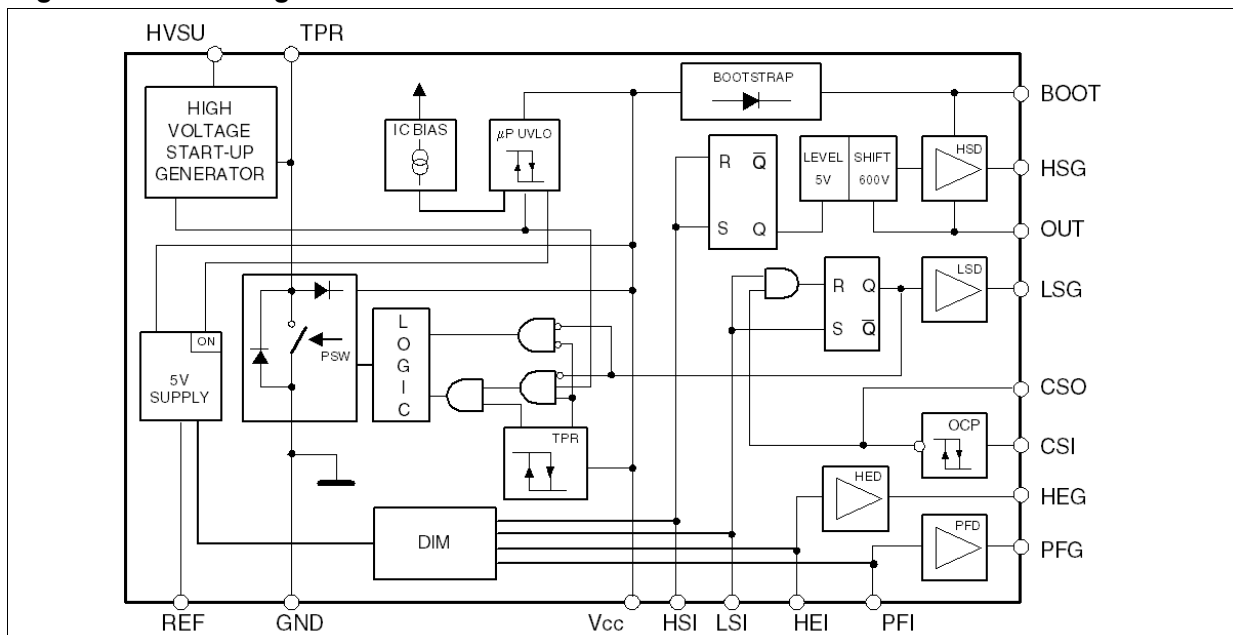 HVSU
TPR
HIGH
VOLTAGE
START-UP
GENERATOR
IC BIAS
µP UVLO
BOOTSTRAP
BOOT
R Q̅
S Q
LEVEL SHIFT
5V 600V
HSD
HSG
OUT
R Q
S Q̅
LSD
LSG
ON
5V
SUPPLY
PSW
LOGIC
TPR
CSO
OCP
CSI
HED
HEG
DIM
PFD
PFG
REF
GND
Vcc
HSI
LSI
HEI
PFI